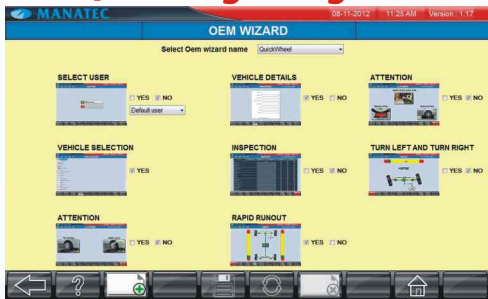 MANATEC
08-11-2012 11:25 AM Version : 1.17
OEM WIZARD
Select Oem wizard name QuickWheel
SELECT USER
YES NO
Default user
VEHICLE DETAILS
YES NO
ATTENTION
YES NO
VEHICLE SELECTION
YES
INSPECTION
YES NO
TURN LEFT AND TURN RIGHT
YES NO
ATTENTION
YES NO
RAPID RUNOUT
YES NO